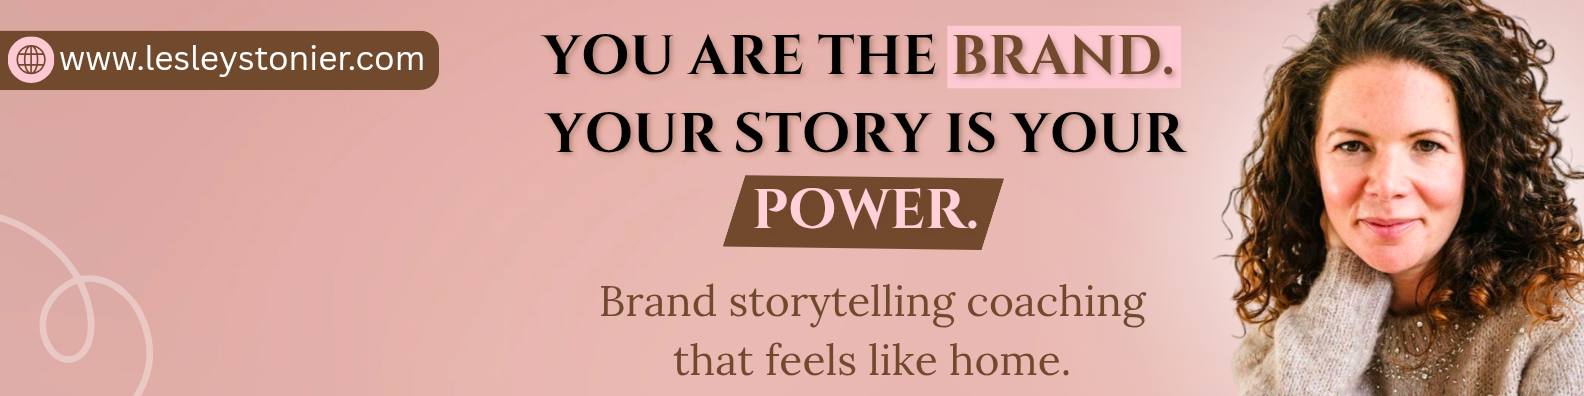 www.lesleystonier.com
YOU ARE THE BRAND.
YOUR STORY IS YOUR
POWER.
Brand storytelling coaching
that feels like home.